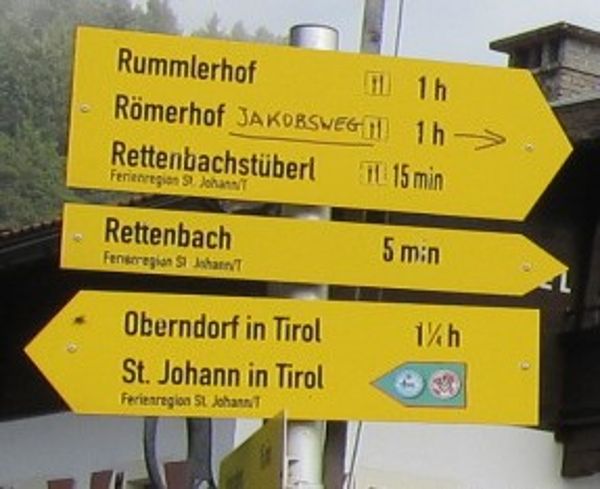 Rummlerhof 1 h
Römerhof JAKOBSWEG 1 h
Rettenbachstüberl 15 min
Ferienregion St. Johann/T
Rettenbach 5 min
Ferienregion St. Johann/T
Oberndorf in Tirol 1¼ h
St. Johann in Tirol
Ferienregion St. Johann/T